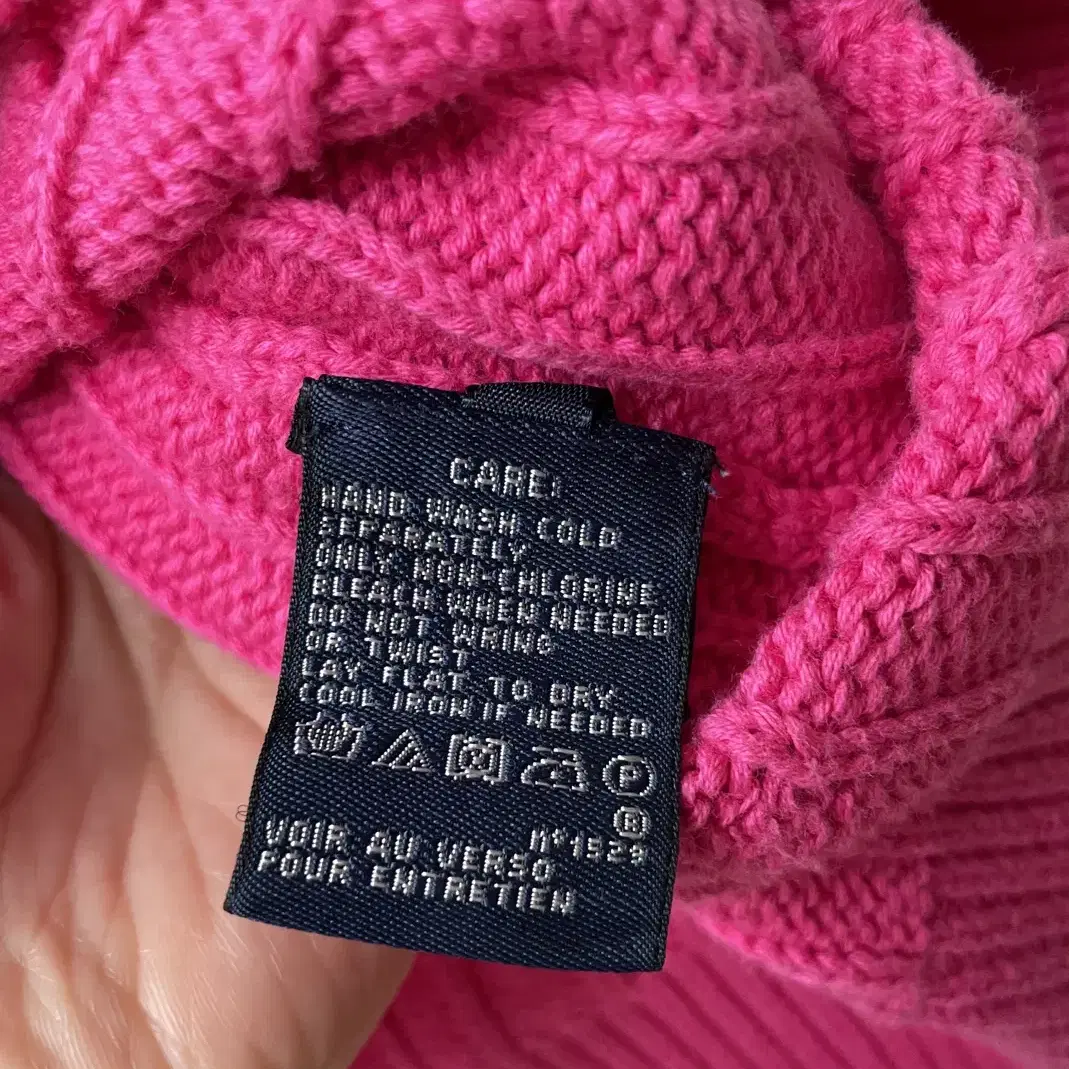 CARE:
HAND WASH COLD
SEPARATELY
ONLY NON-CHLORINE
BLEACH WHEN NEEDED
DO NOT WRING
OR TWIST
LAY FLAT TO DRY
COOL IRON IF NEEDED
P
VOIR AU VERSO
POUR ENTRETIEN